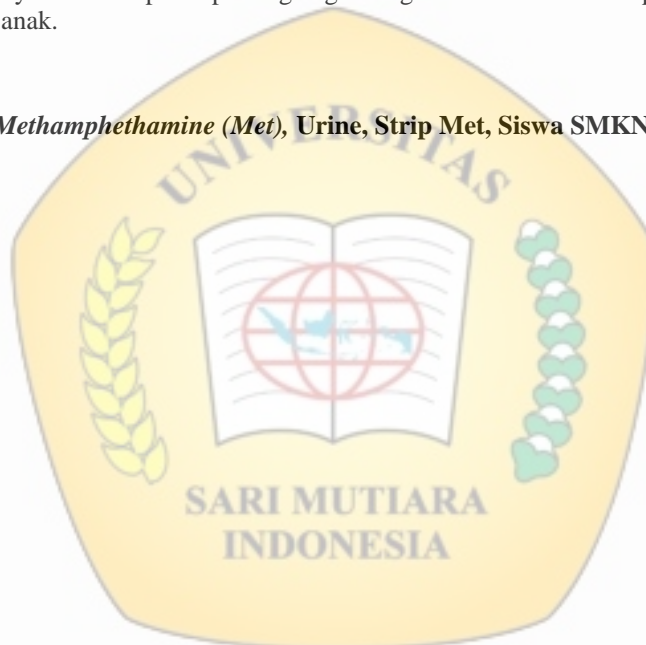 anak.
Methamphethamine (Met), Urine, Strip Met, Siswa SMKN
UNIVERSITAS
SARI MUTIARA
INDONESIA